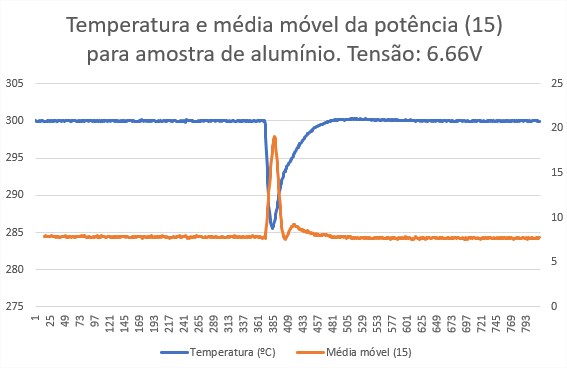 Temperatura e média móvel da potência (15)
para amostra de alumínio. Tensão: 6.66V
305 25
300 20
295 15
290 10
285 5
280 0
275
1 25 49 73 97 121 145 169 193 217 241 265 289 313 337 361 385 409 433 457 481 505 529 553 577 601 625 649 673 697 721 745 769 793
Temperatura (ºC) Média móvel (15)